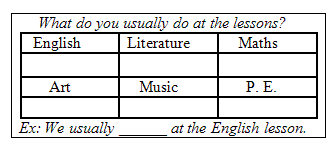 What do you usually do at the lessons?
English Literature Maths
Art Music P. E.
Ex: We usually ______ at the English lesson.